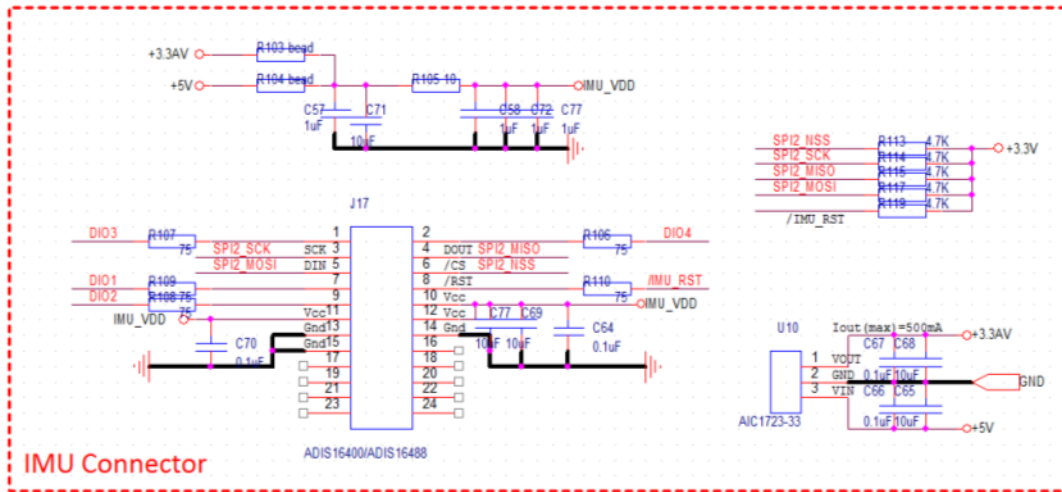 +3.3AV R103 bead
+5V R104 bead R105 10 IMU_VDD
C57 C71 C58 C72 C77
1uF 10uF 1uF 1uF 1uF
SPI2_NSS R113 4.7K
SPI2_SCK R114 4.7K +3.3V
SPI2_MISO R115 4.7K
SPI2_MOSI R117 4.7K
/IMU_RST R119 4.7K
J17
DIO3 R107 75 1 2 R106 75 DIO4
SPI2_SCK SCK 3 4 DOUT SPI2_MISO
SPI2_MOSI DIN 5 6 /CS SPI2_NSS
DIO1 R109 75 7 8 /RST R110 75 /IMU_RST
DIO2 R108 75 9 10 Vcc IMU_VDD
IMU_VDD Vcc 11 12 Vcc C77 C69
Gnd 13 14 Gnd 10uF 10uF C64 0.1uF
C70 0.1uF Gnd 15 16
17 18
19 20
21 22
23 24
ADIS16400/ADIS16488
U10 Iout(max)=500mA
+3.3AV
C67 C68
1 VOUT 0.1uF 10uF
2 GND GND
3 VIN C66 C65
0.1uF 10uF
AIC1723-33 +5V
IMU Connector